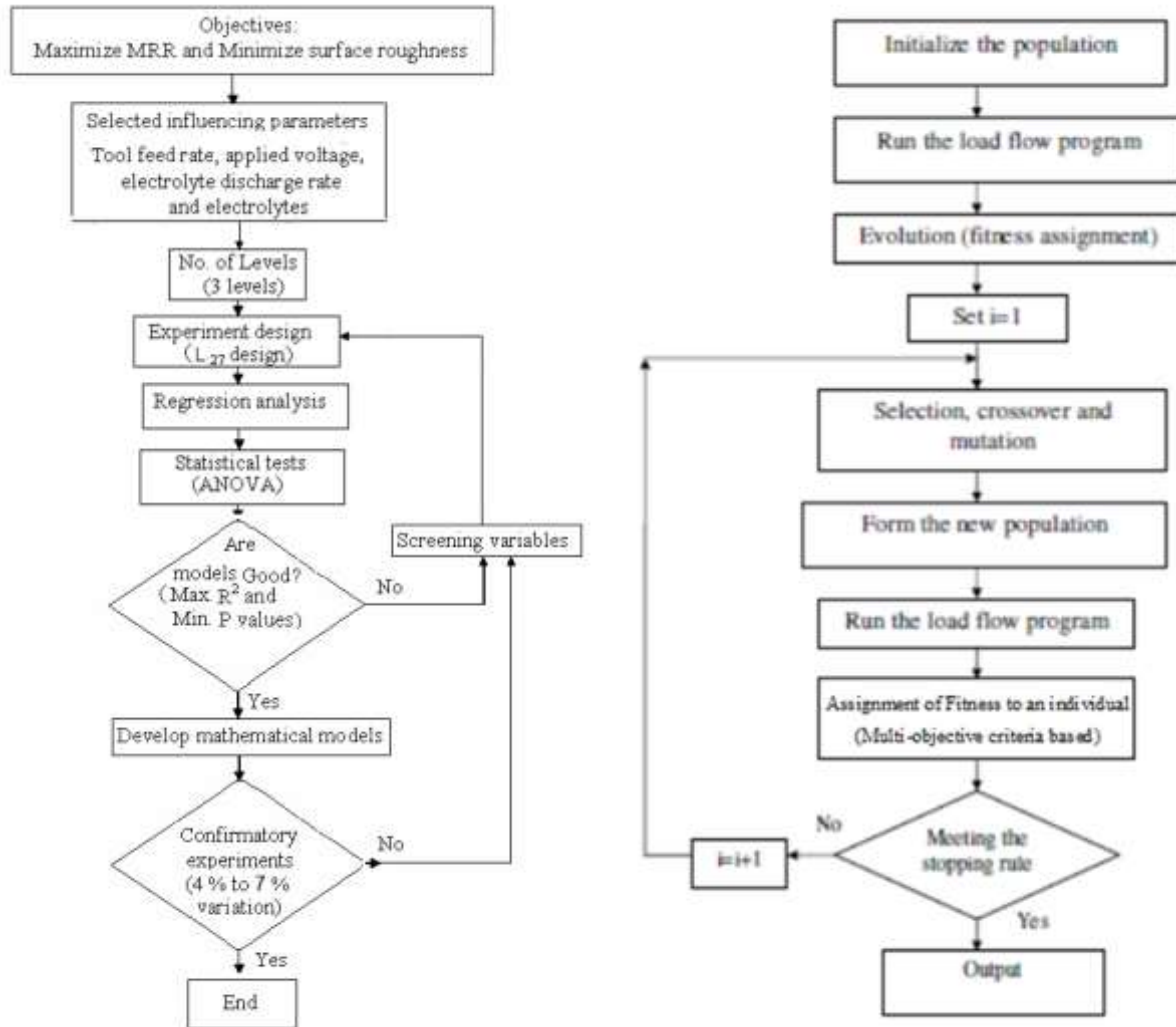 Objectives:
Maximize MRR and Minimize surface roughness
Selected influencing parameters
Tool feed rate, applied voltage,
electrolyte discharge rate
and electrolytes
No. of Levels
(3 levels)
Experiment design
(L 27 design)
Regression analysis
Statistical tests
(ANOVA)
Are
models Good?
(Max. R² and
Min. P values)
No
Screening variables
Yes
Develop mathematical models
Confirmatory
experiments
(4 % to 7 %
variation)
No
Yes
End
Initialize the population
Run the load flow program
Evolution (fitness assignment)
Set i=1
Selection, crossover and
mutation
Form the new population
Run the load flow program
Assignment of Fitness to an individual
(Multi-objective criteria based)
Meeting the
stopping rule
No
i=i+1
Yes
Output